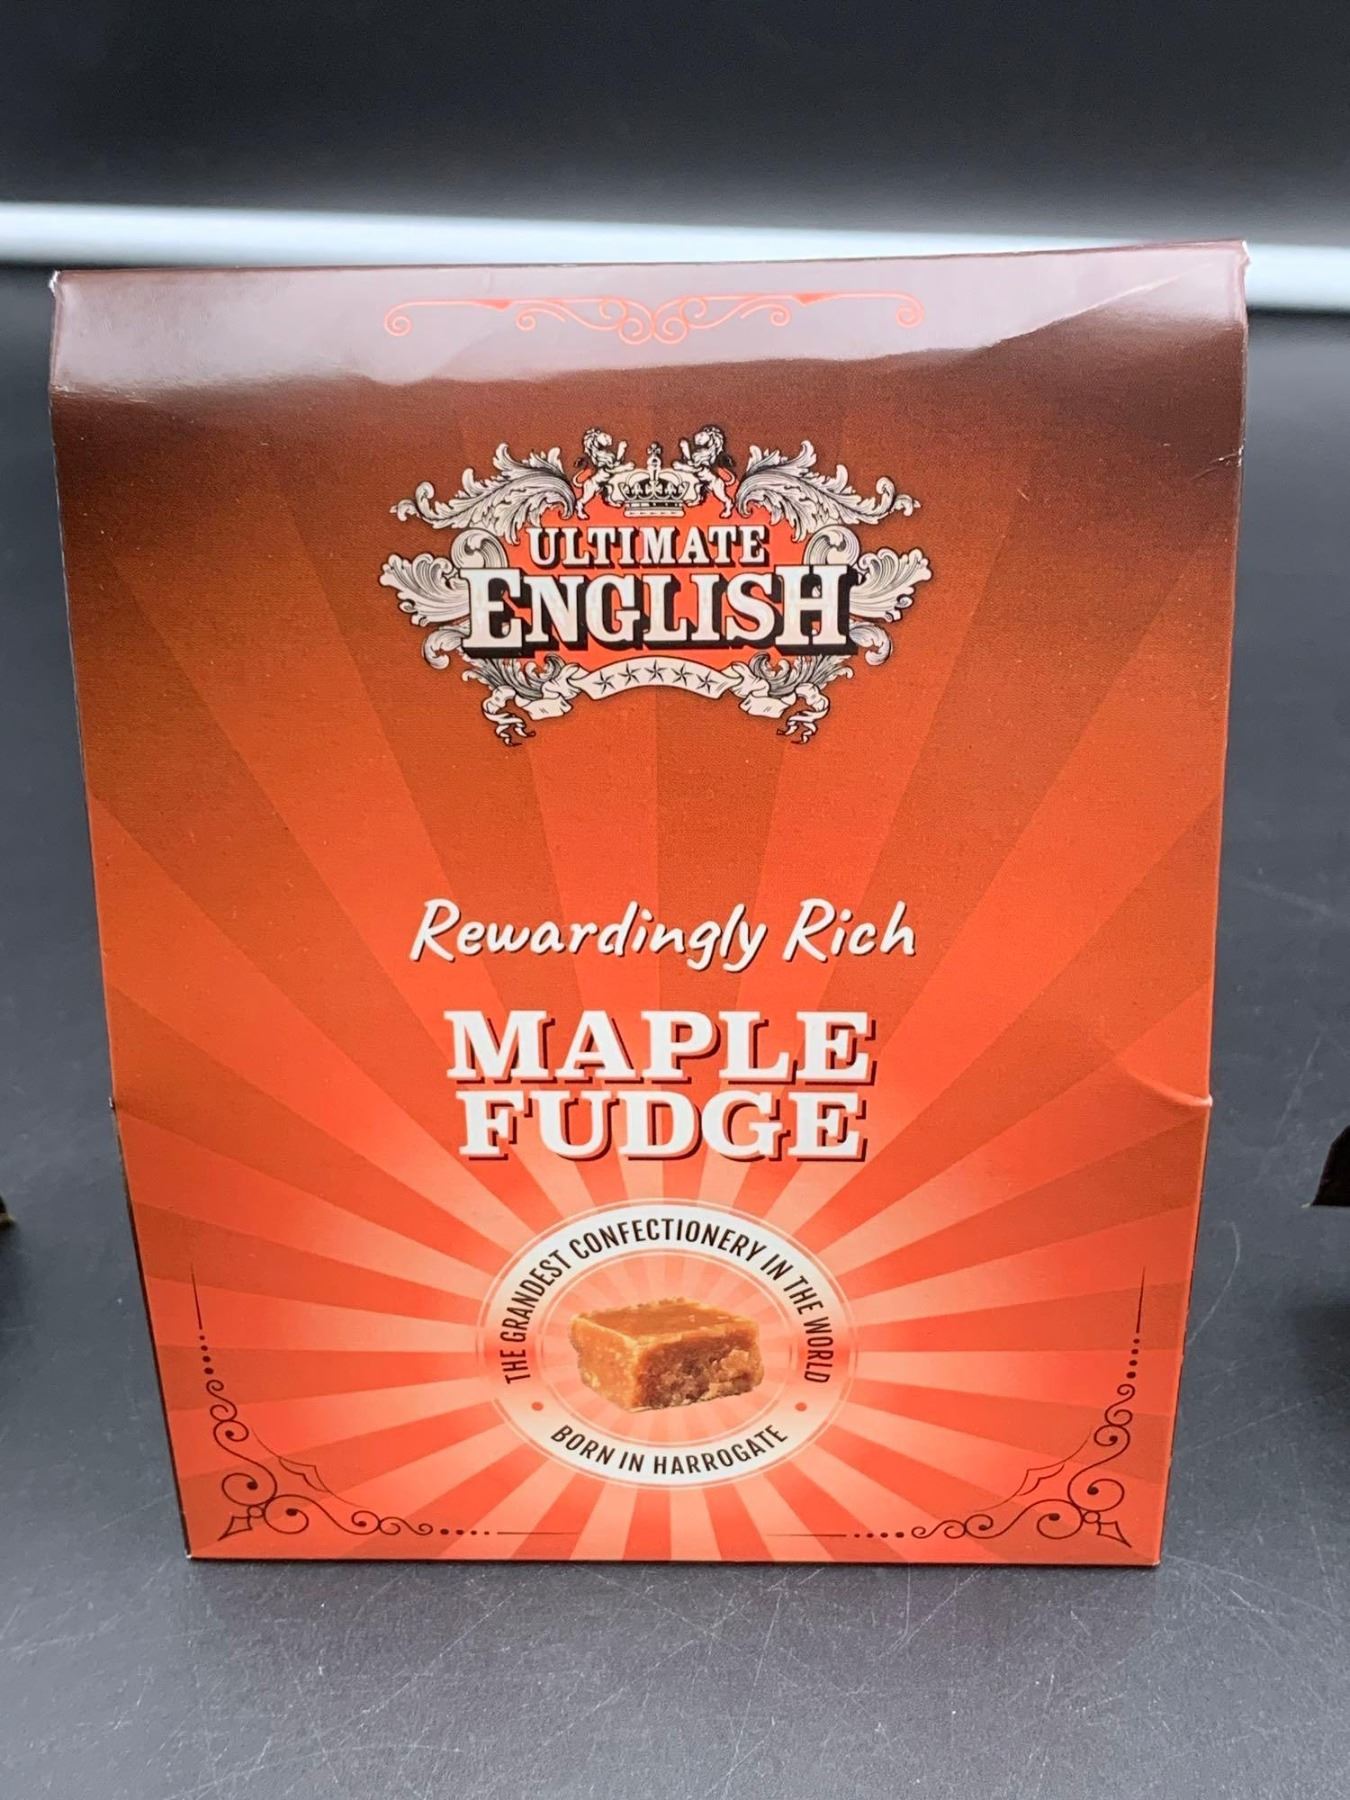 ULTIMATE
ENGLISH
Rewardingly Rich
MAPLE
FUDGE
THE GRANDEST CONFECTIONERY IN THE WORLD
BORN IN HARROGATE